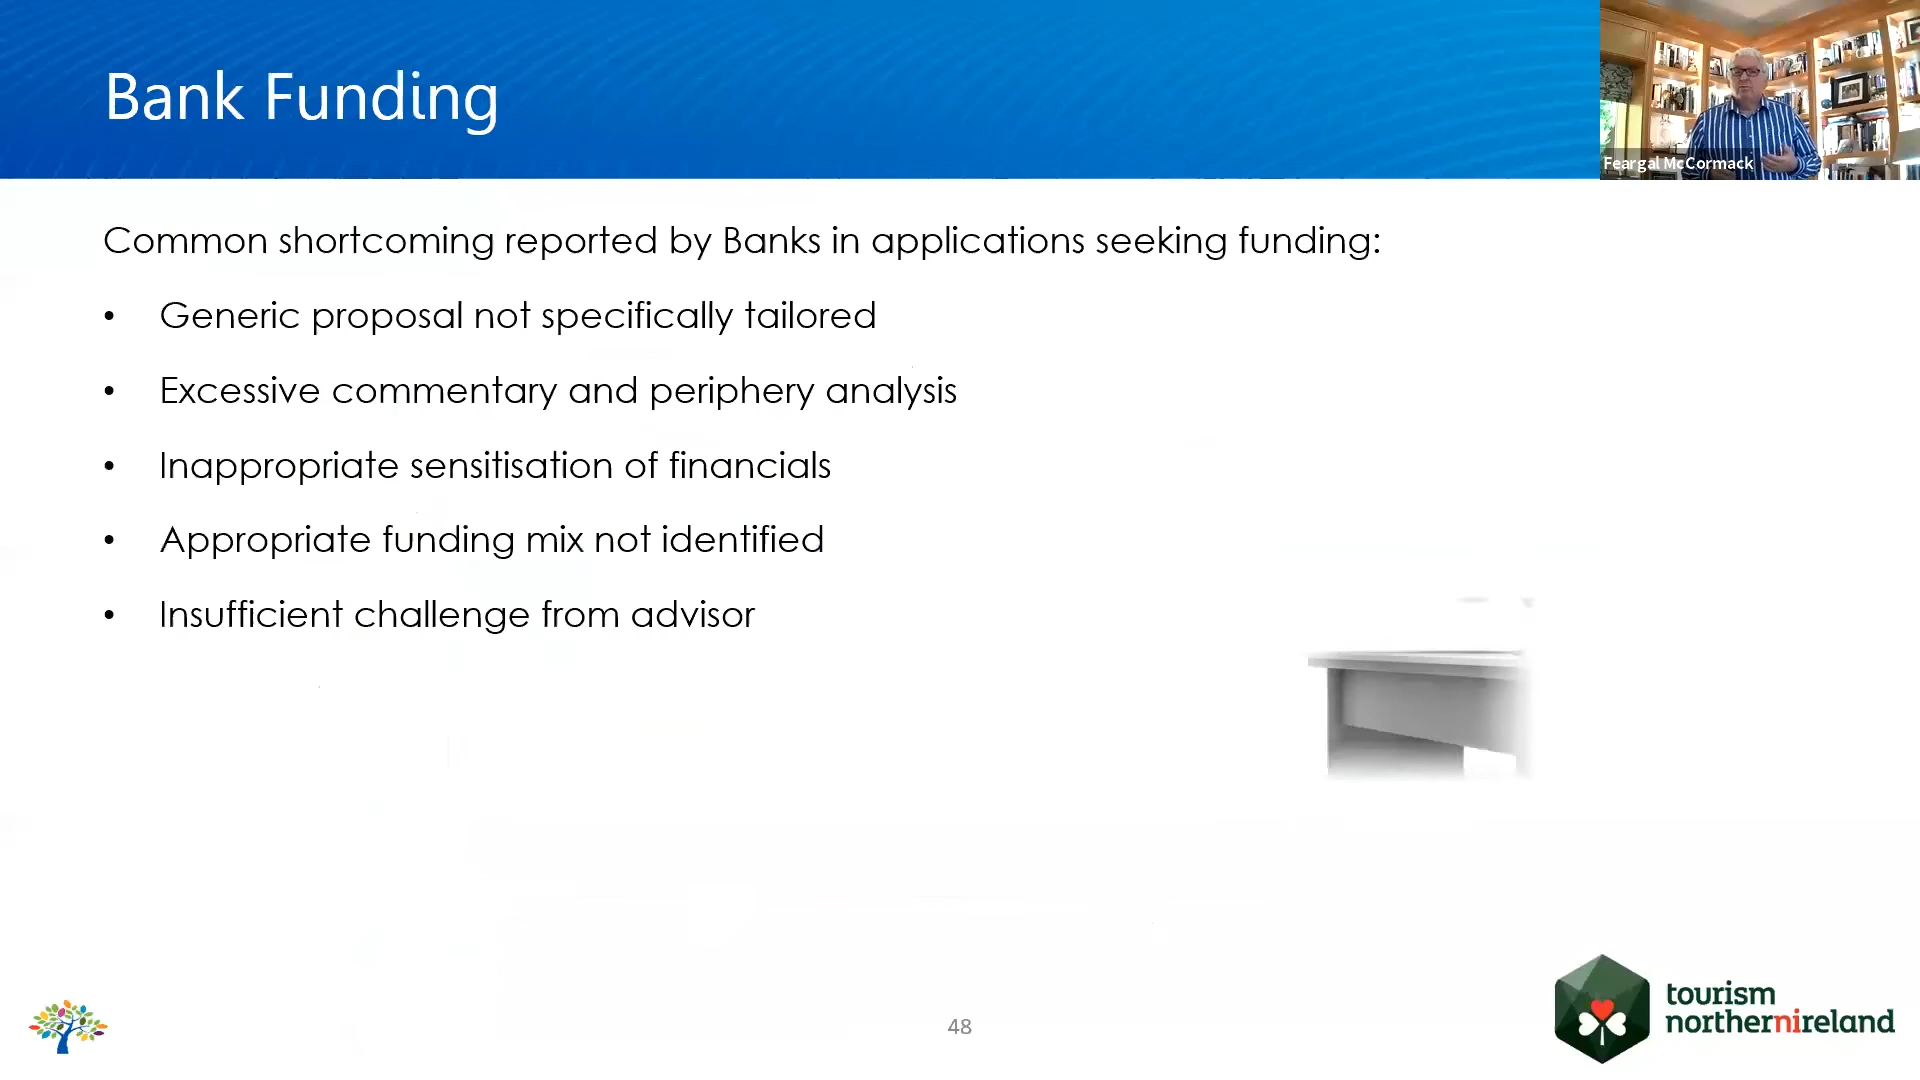 Bank Funding
Feargal McCormack
Common shortcoming reported by Banks in applications seeking funding:
• Generic proposal not specifically tailored
• Excessive commentary and periphery analysis
• Inappropriate sensitisation of financials
• Appropriate funding mix not identified
• Insufficient challenge from advisor
48
tourism
northernireland